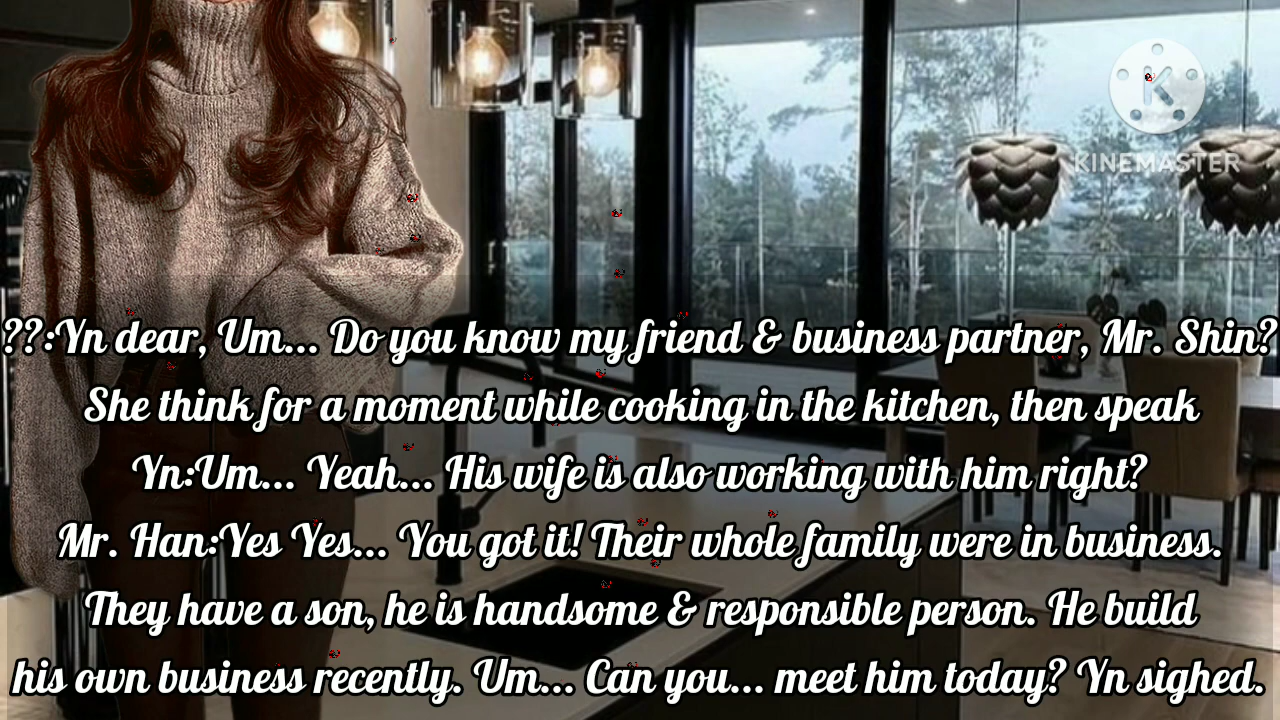 KINEMASTER
??:Yn dear, Um... Do you know my friend & business partner, Mr. Shin?
She think for a moment while cooking in the kitchen, then speak
Yn:Um... Yeah... His wife is also working with him right?
Mr. Han:Yes Yes... You got it! Their whole family were in business.
They have a son, he is handsome & responsible person. He build
his own business recently. Um... Can you... meet him today? Yn sighed.